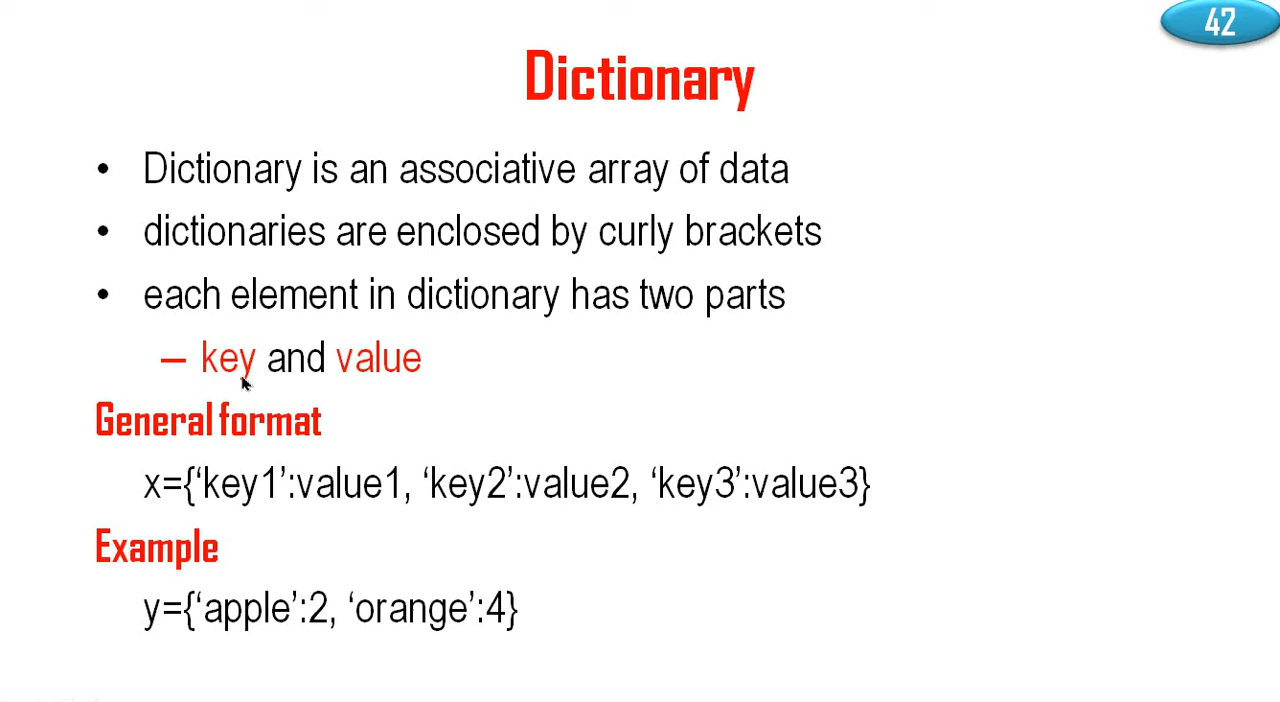 42
Dictionary
• Dictionary is an associative array of data
• dictionaries are enclosed by curly brackets
• each element in dictionary has two parts
– key and value
General format
x={‘key1’:value1, ‘key2’:value2, ‘key3’:value3}
Example
y={‘apple’:2, ‘orange’:4}